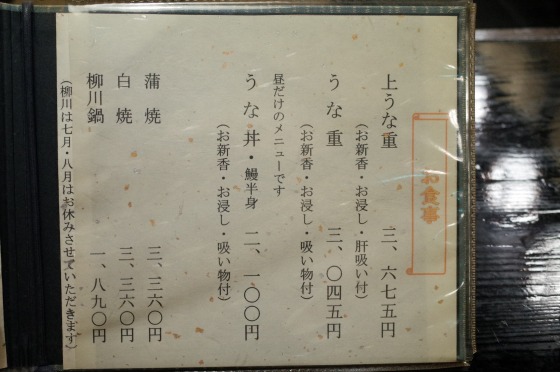 お食事
上うな重 三、六七五円
(お新香・お浸し・肝吸い付)
うな重 三、〇四五円
(お新香・お浸し・吸い物付)
昼だけのメニューです
うな丼・鰻半身 二、一〇〇円
(お新香・お浸し・吸い物付)
蒲焼 三、三六〇円
白焼 三、三六〇円
柳川鍋 一、八九〇円
(柳川は七月・八月はお休みさせていただきます)